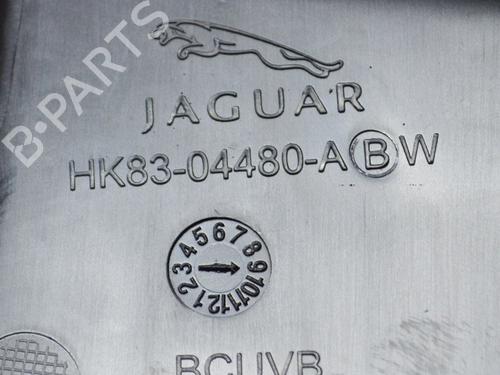 B-PARTS
JAGUAR
HK83-04480-ABW
1 2 3 4 5 6 7 8 9 10 11 12
BCUVB